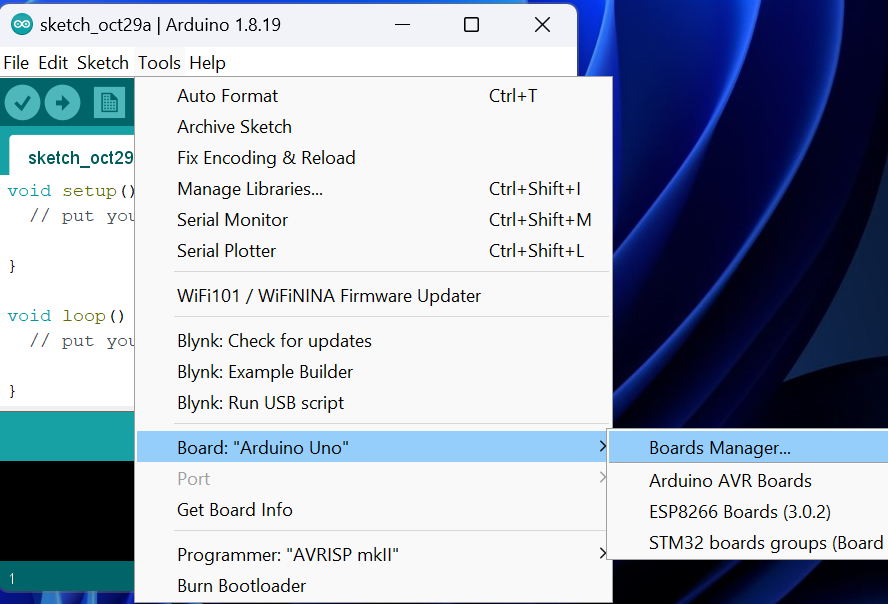 sketch_oct29a | Arduino 1.8.19
File Edit Sketch Tools Help
sketch_oct29
void setup()
// put you
}
void loop()
// put you
}
1
Auto Format Ctrl+T
Archive Sketch
Fix Encoding & Reload
Manage Libraries... Ctrl+Shift+I
Serial Monitor Ctrl+Shift+M
Serial Plotter Ctrl+Shift+L
WiFi101 / WiFiNINA Firmware Updater
Blynk: Check for updates
Blynk: Example Builder
Blynk: Run USB script
Board: "Arduino Uno"
Port
Get Board Info
Programmer: "AVRISP mkII"
Burn Bootloader
Boards Manager...
Arduino AVR Boards
ESP8266 Boards (3.0.2)
STM32 boards groups (Board